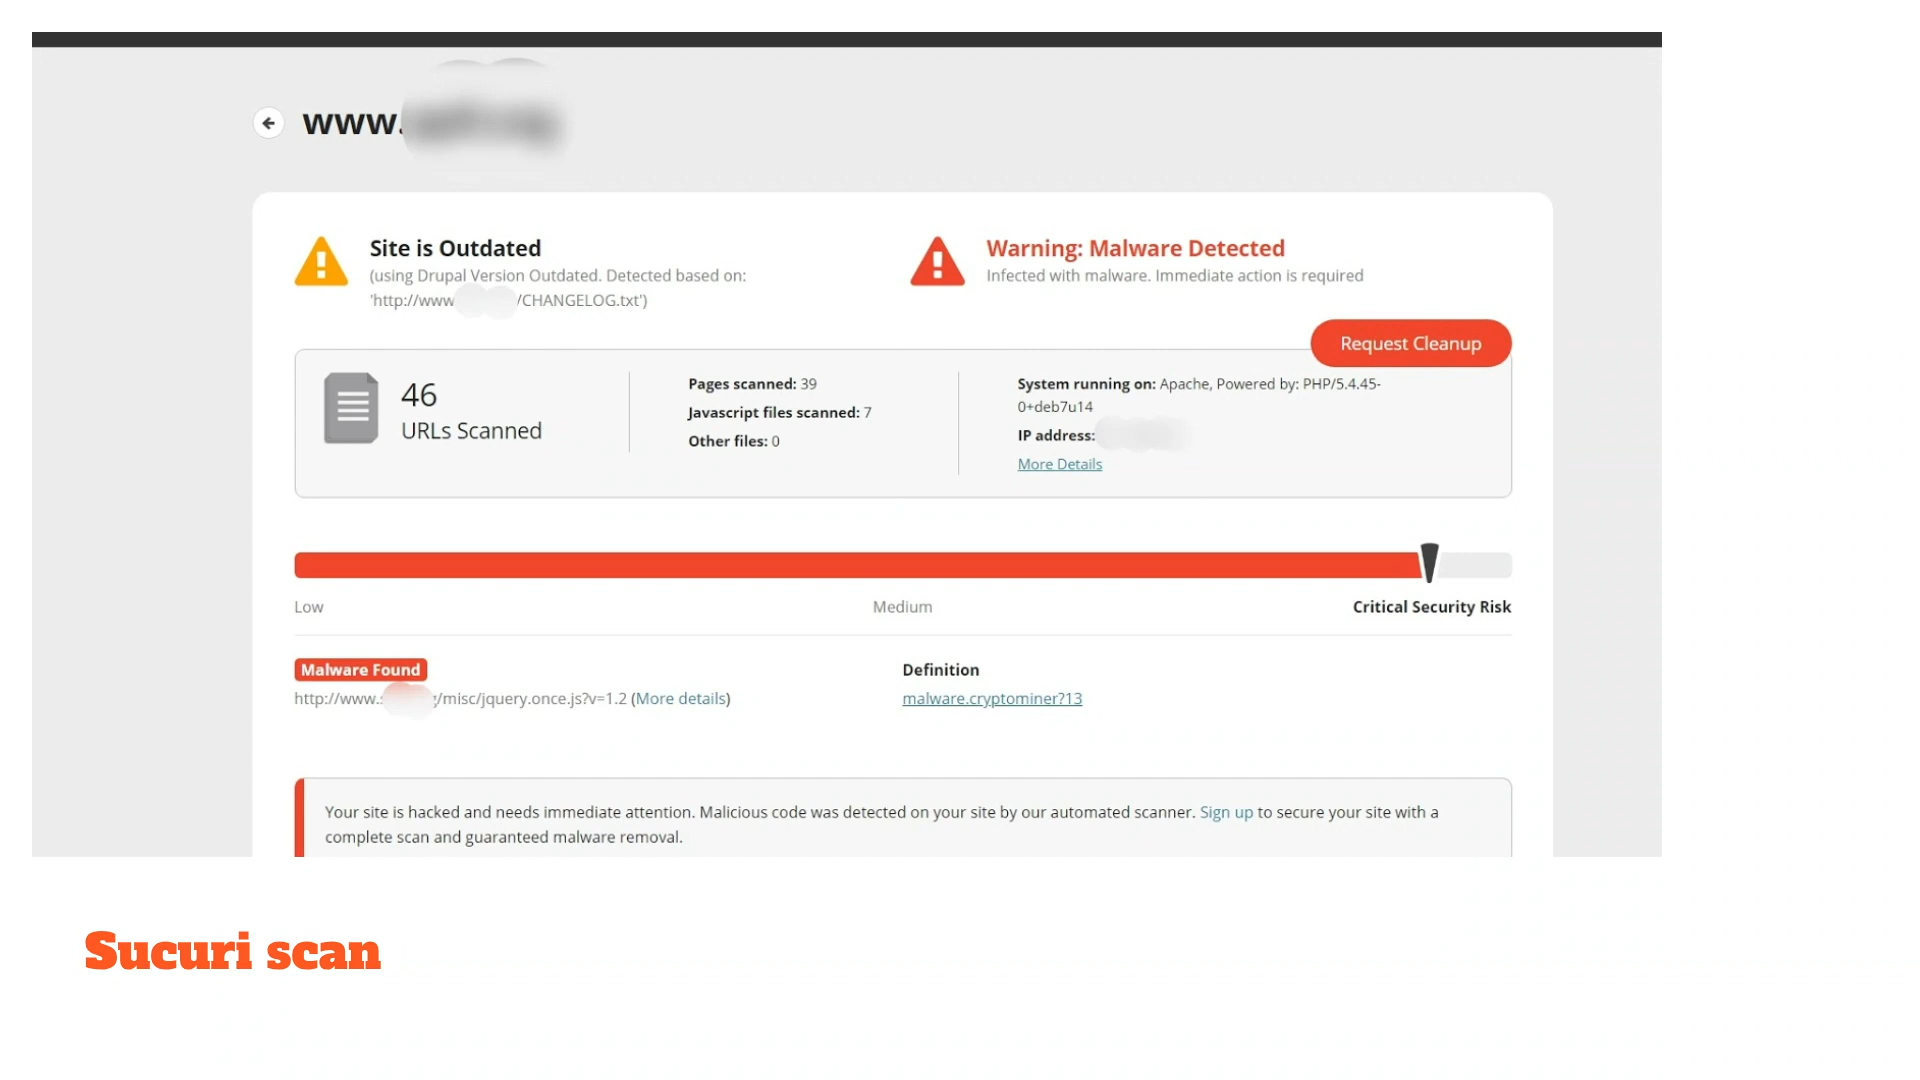 www.
Site is Outdated
(using Drupal Version Outdated. Detected based on:
'http://www /CHANGELOG.txt')
Warning: Malware Detected
Infected with malware. Immediate action is required
Request Cleanup
46
URLs Scanned
Pages scanned: 39
Javascript files scanned: 7
Other files: 0
System running on: Apache, Powered by: PHP/5.4.45-
0+deb7u14
IP address:
More Details
Low
Medium
Critical Security Risk
Malware Found
http://www. /misc/jquery.once.js?v=1.2 (More details)
Definition
malware.cryptominer?13
Your site is hacked and needs immediate attention. Malicious code was detected on your site by our automated scanner. Sign up to secure your site with a
complete scan and guaranteed malware removal.
Sucuri scan